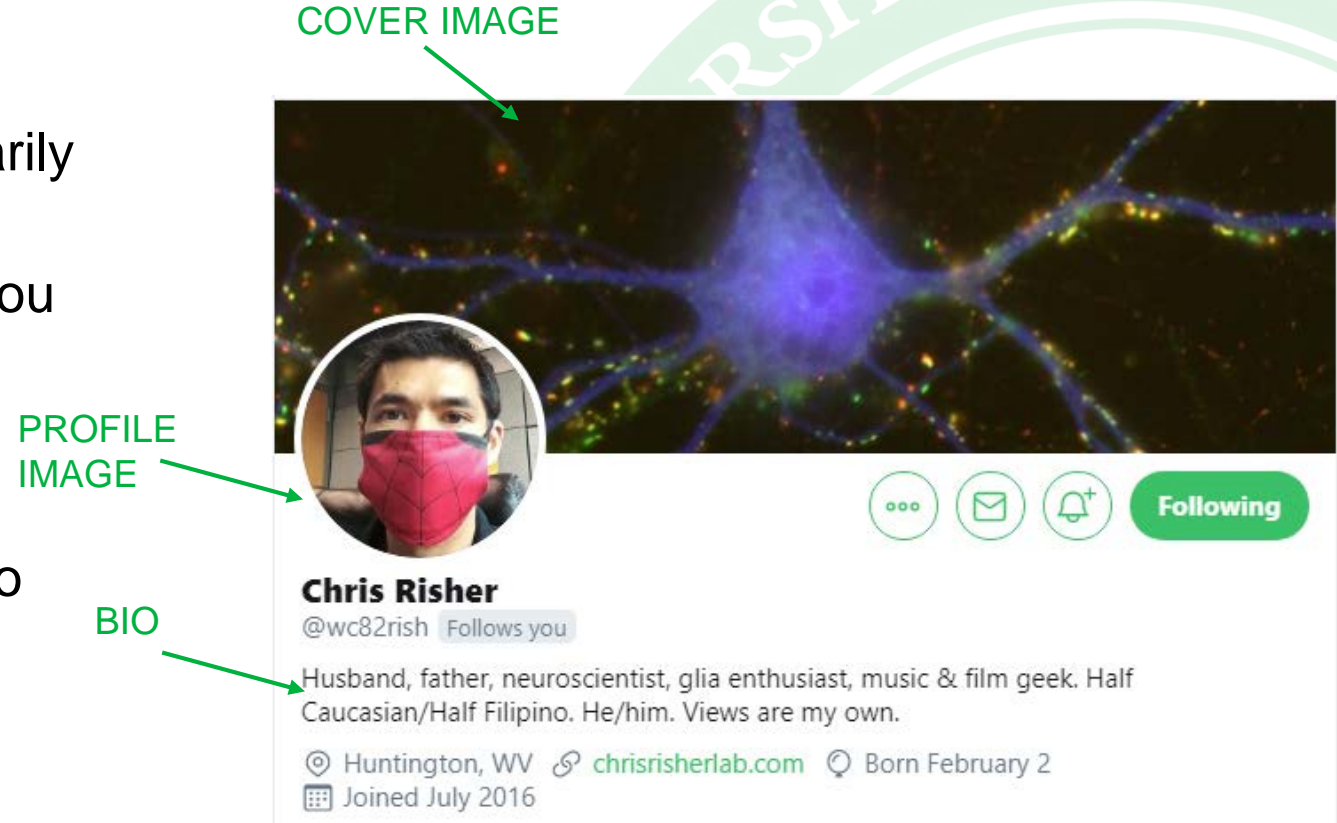 COVER IMAGE
RSI
arily
ou
PROFILE
IMAGE
o
BIO
Following
Chris Risher
@wc82rish Follows you
Husband, father, neuroscientist, glia enthusiast, music & film geek. Half
Caucasian/Half Filipino. He/him. Views are my own.
Huntington, WV chrisrisherlab.com Born February 2
Joined July 2016